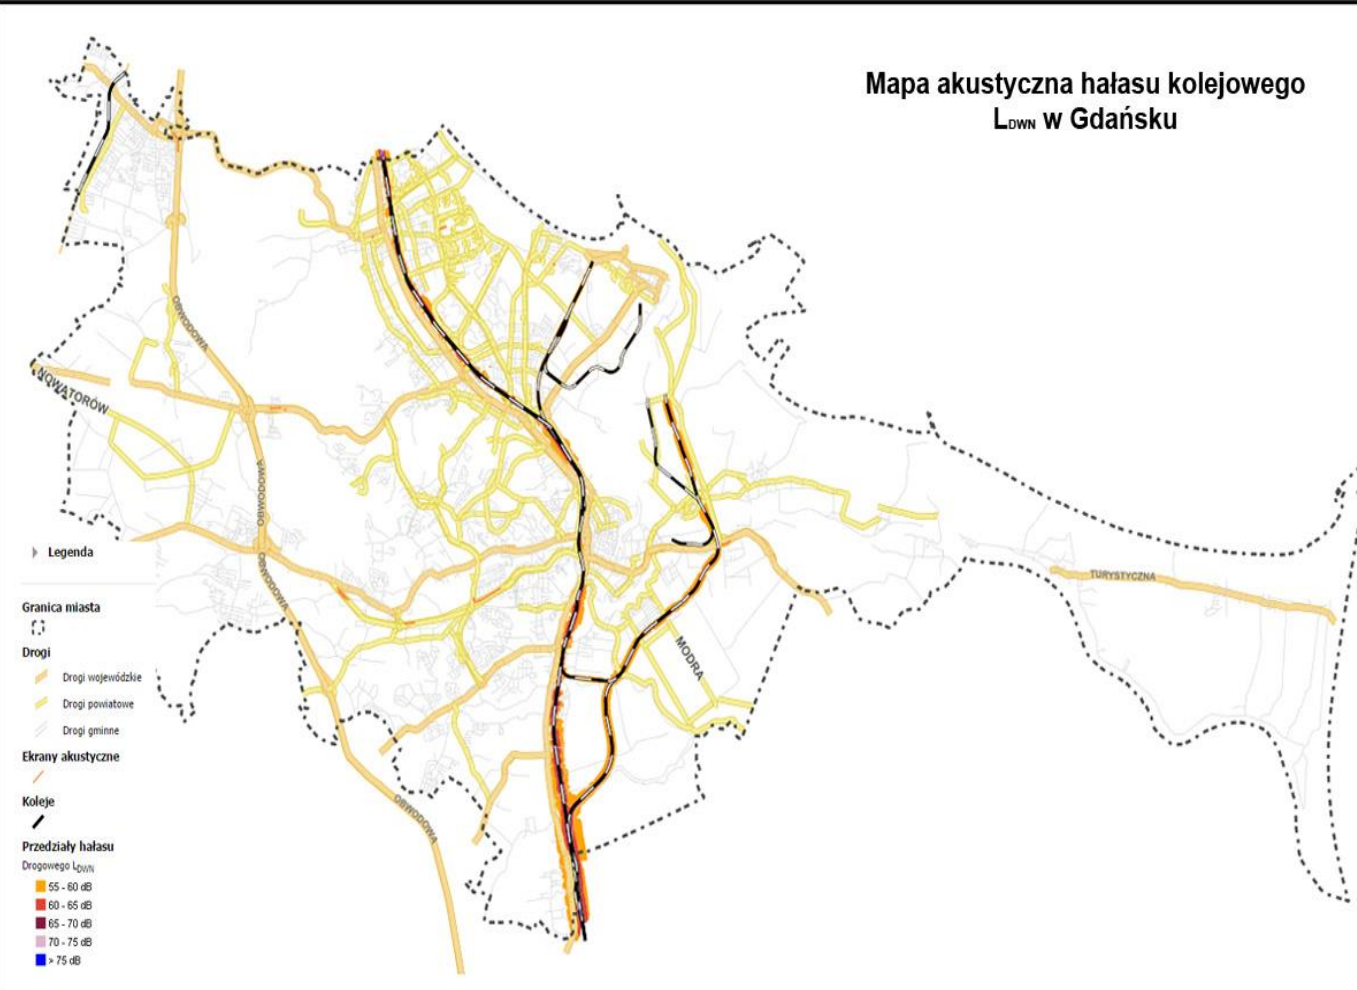 Mapa akustyczna hałasu kolejowego
LDWN w Gdańsku
OBWODOWA
NOWATORÓW
OBWODOWA
OBWODOWA
TURYSTYCZNA
MODRA
OBWODOWA
Legenda
Granica miasta
Drogi
Drogi wojewódzkie
Drogi powiatowe
Drogi gminne
Ekrany akustyczne
Koleje
Przedziały hałasu
Drogowego LDWN
55 - 60 dB
60 - 65 dB
65 - 70 dB
70 - 75 dB
> 75 dB